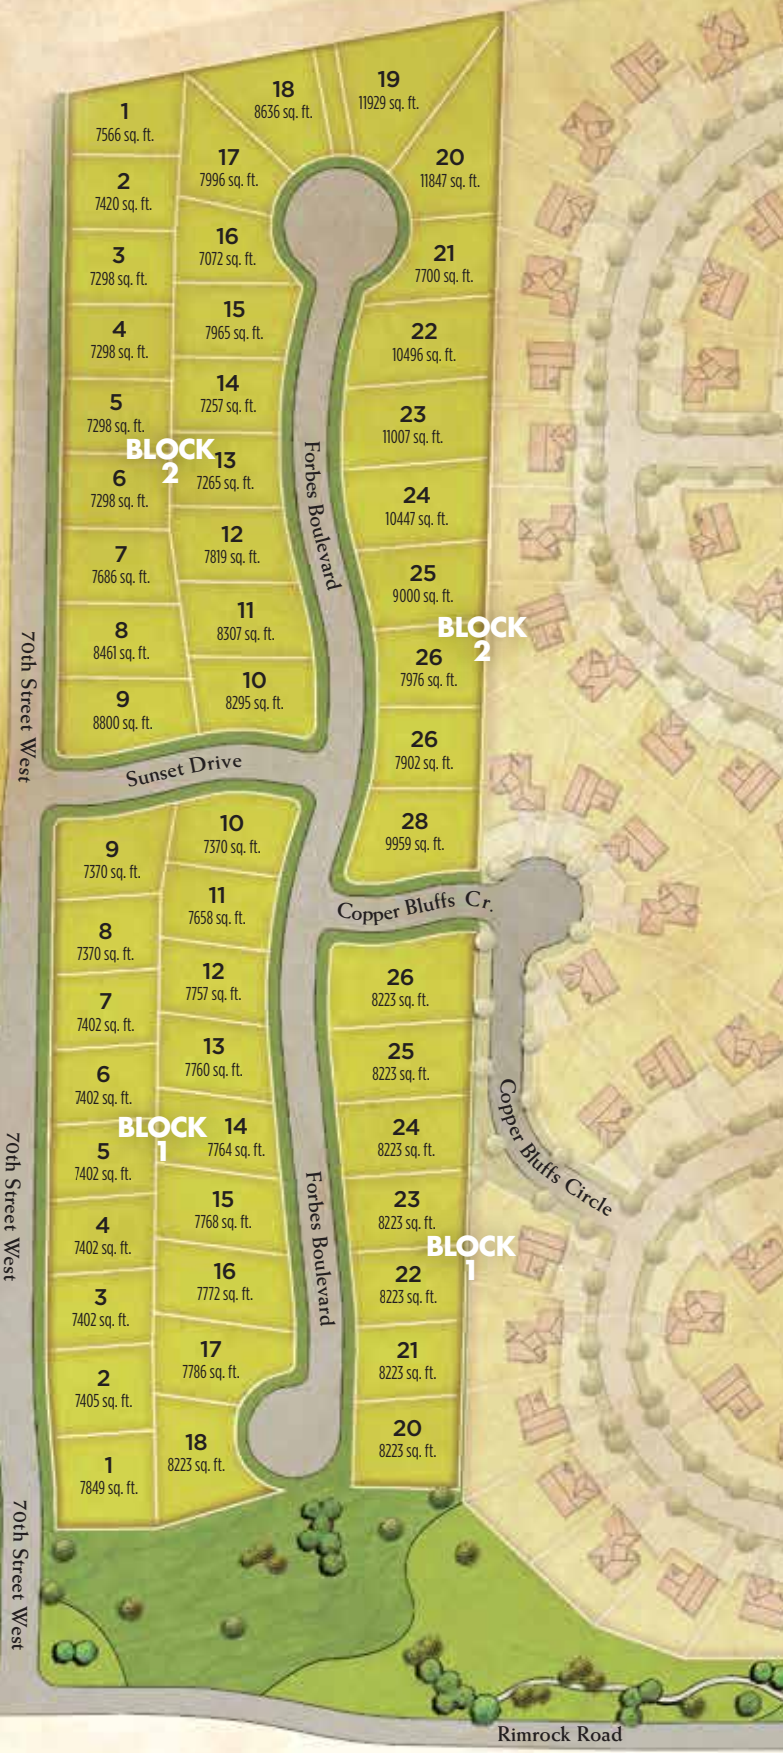 1
7566 sq. ft.
2
7420 sq. ft.
3
7298 sq. ft.
4
7298 sq. ft.
5
7298 sq. ft.
6
7298 sq. ft.
7
7686 sq. ft.
8
8461 sq. ft.
9
8800 sq. ft.
BLOCK
2
10
8295 sq. ft.
11
8307 sq. ft.
12
7819 sq. ft.
13
7265 sq. ft.
14
7257 sq. ft.
15
7965 sq. ft.
16
7072 sq. ft.
17
7996 sq. ft.
18
8636 sq. ft.
19
11929 sq. ft.
20
11847 sq. ft.
21
7700 sq. ft.
22
10496 sq. ft.
23
11007 sq. ft.
24
10447 sq. ft.
25
9000 sq. ft.
BLOCK
2
26
7976 sq. ft.
26
7902 sq. ft.
28
9959 sq. ft.
Forbes Boulevard
70th Street West
Sunset Drive
Copper Bluffs Cr.
9
7370 sq. ft.
8
7370 sq. ft.
7
7402 sq. ft.
6
7402 sq. ft.
5
7402 sq. ft.
4
7402 sq. ft.
3
7402 sq. ft.
2
7405 sq. ft.
1
7849 sq. ft.
BLOCK
1
10
7370 sq. ft.
11
7658 sq. ft.
12
7757 sq. ft.
13
7760 sq. ft.
14
7764 sq. ft.
15
7768 sq. ft.
16
7772 sq. ft.
17
7786 sq. ft.
18
8223 sq. ft.
26
8223 sq. ft.
25
8223 sq. ft.
24
8223 sq. ft.
23
8223 sq. ft.
BLOCK
1
22
8223 sq. ft.
21
8223 sq. ft.
20
8223 sq. ft.
Copper Bluffs Circle
70th Street West
Forbes Boulevard
70th Street West
Rimrock Road